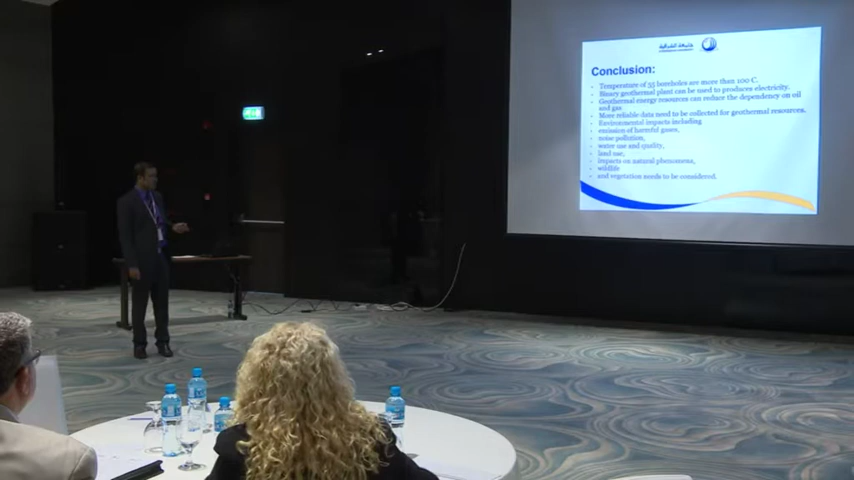 جامعة الشرقية
Conclusion:
- Temperature of 55 boreholes are more than 100 C.
- Binary geothermal plant can be used to produces electricity.
- Geothermal energy resources can reduce the dependency on oil
and gas.
- More reliable data need to be collected for geothermal resources.
- Environmental impacts including
- emission of harmful gases,
- noise pollution,
- water use and quality,
- land use,
- impacts on natural phenomena,
- wildlife
- and vegetation needs to be considered.